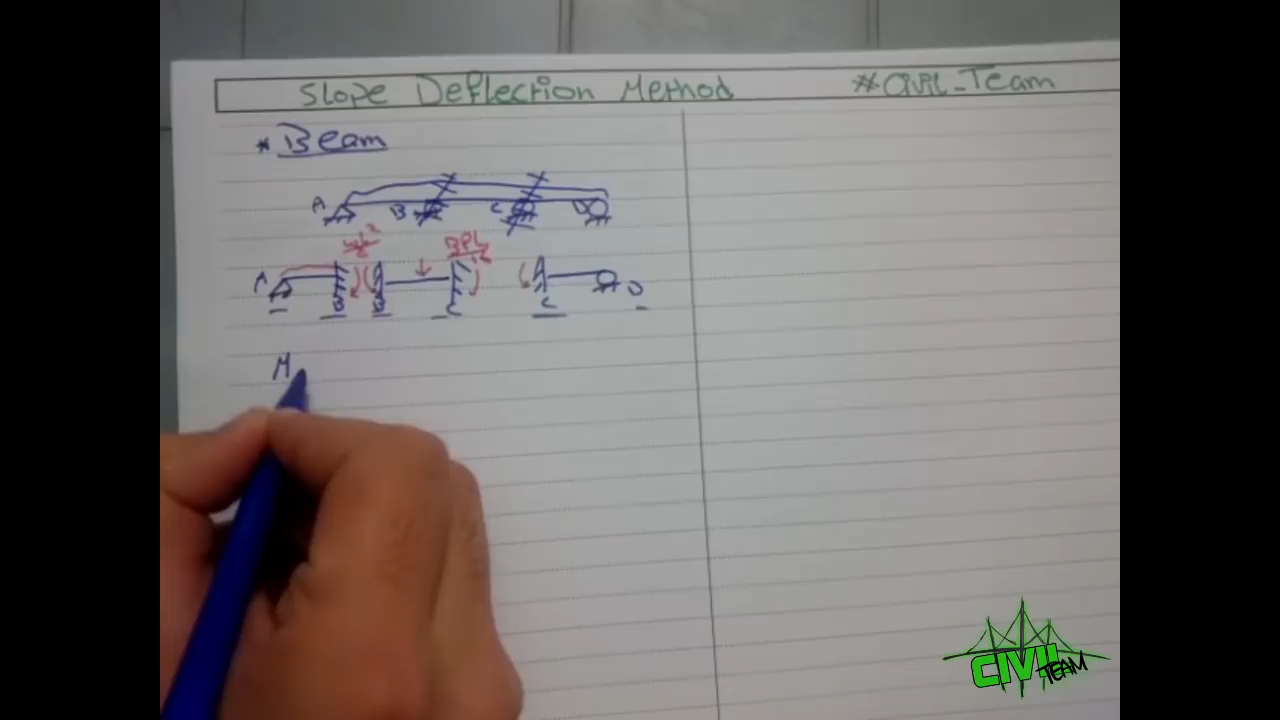 Slope Deflection Method #Civil_Team
* Beam
A B C D
A B B C C D
M
CIVIL TEAM